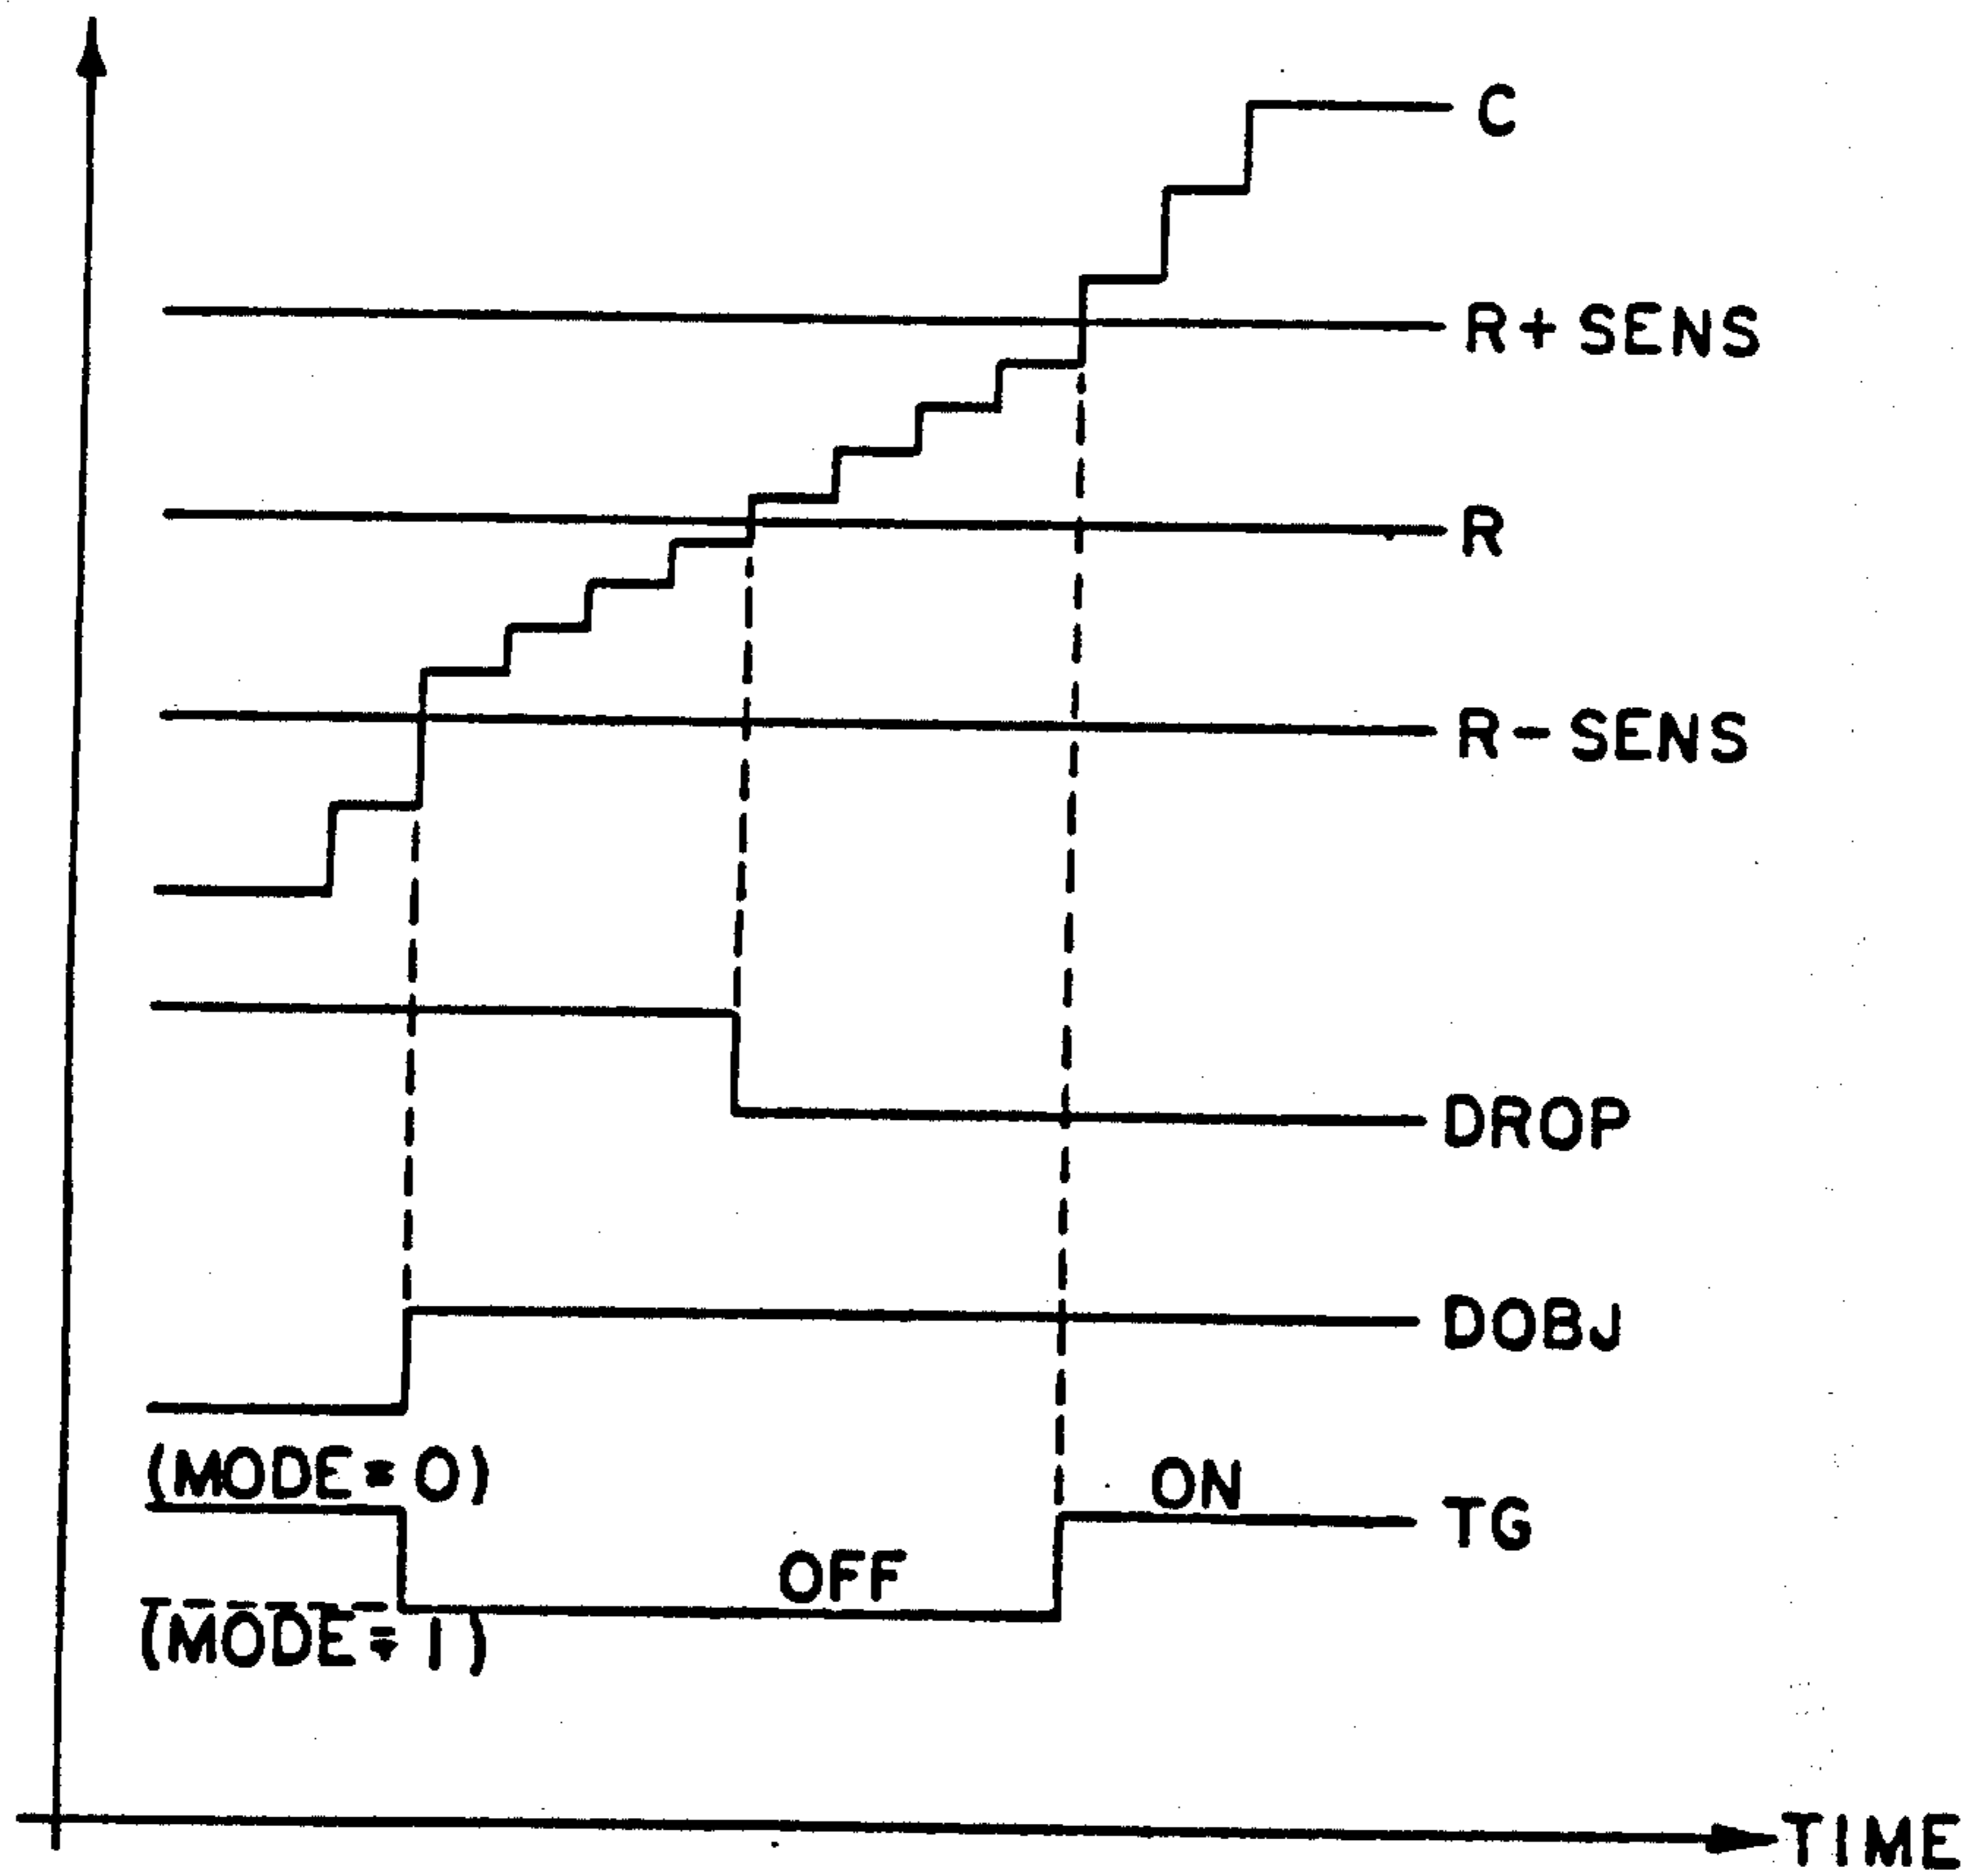 C
R+SENS
R
R-SENS
DROP
DOBJ
(MODE=0)
ON
TG
OFF
(MODE=1)
TIME